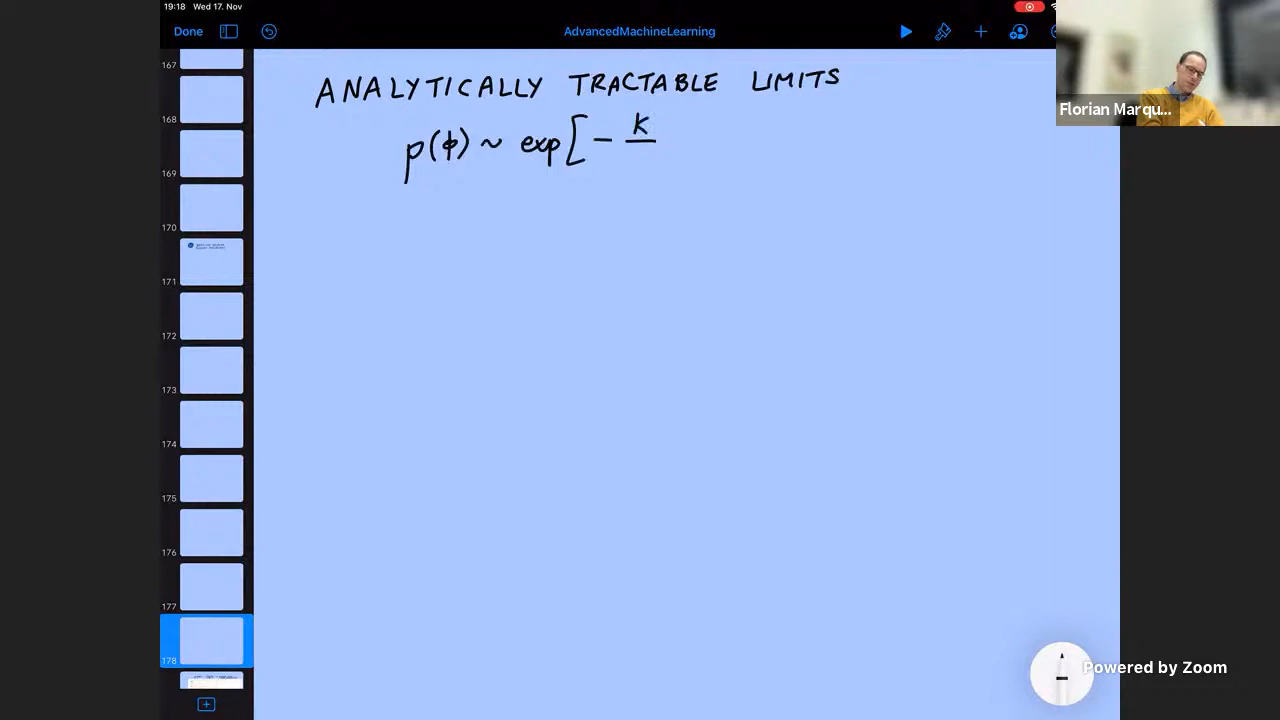 19:18 Wed 17. Nov
Done
AdvancedMachineLearning
ANALYTICALLY TRACTABLE LIMITS
p(ϕ) ~ exp[ - K
Florian Marqu...
167
168
169
170
171
172
173
174
175
176
177
178
Powered by Zoom